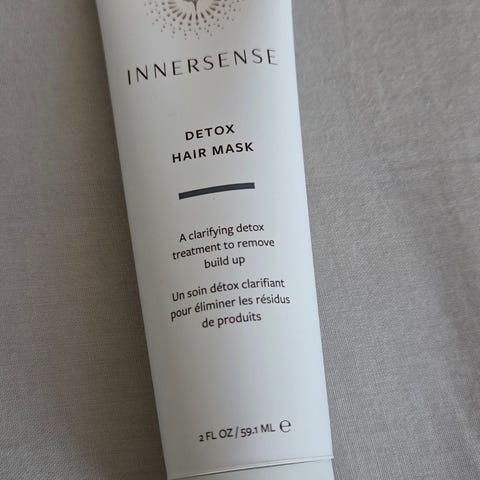 INNERSENSE
DETOX
HAIR MASK
A clarifying detox
treatment to remove
build up
Un soin détox clarifiant
pour éliminer les résidus
de produits
2 FL OZ / 59.1 ML ℮